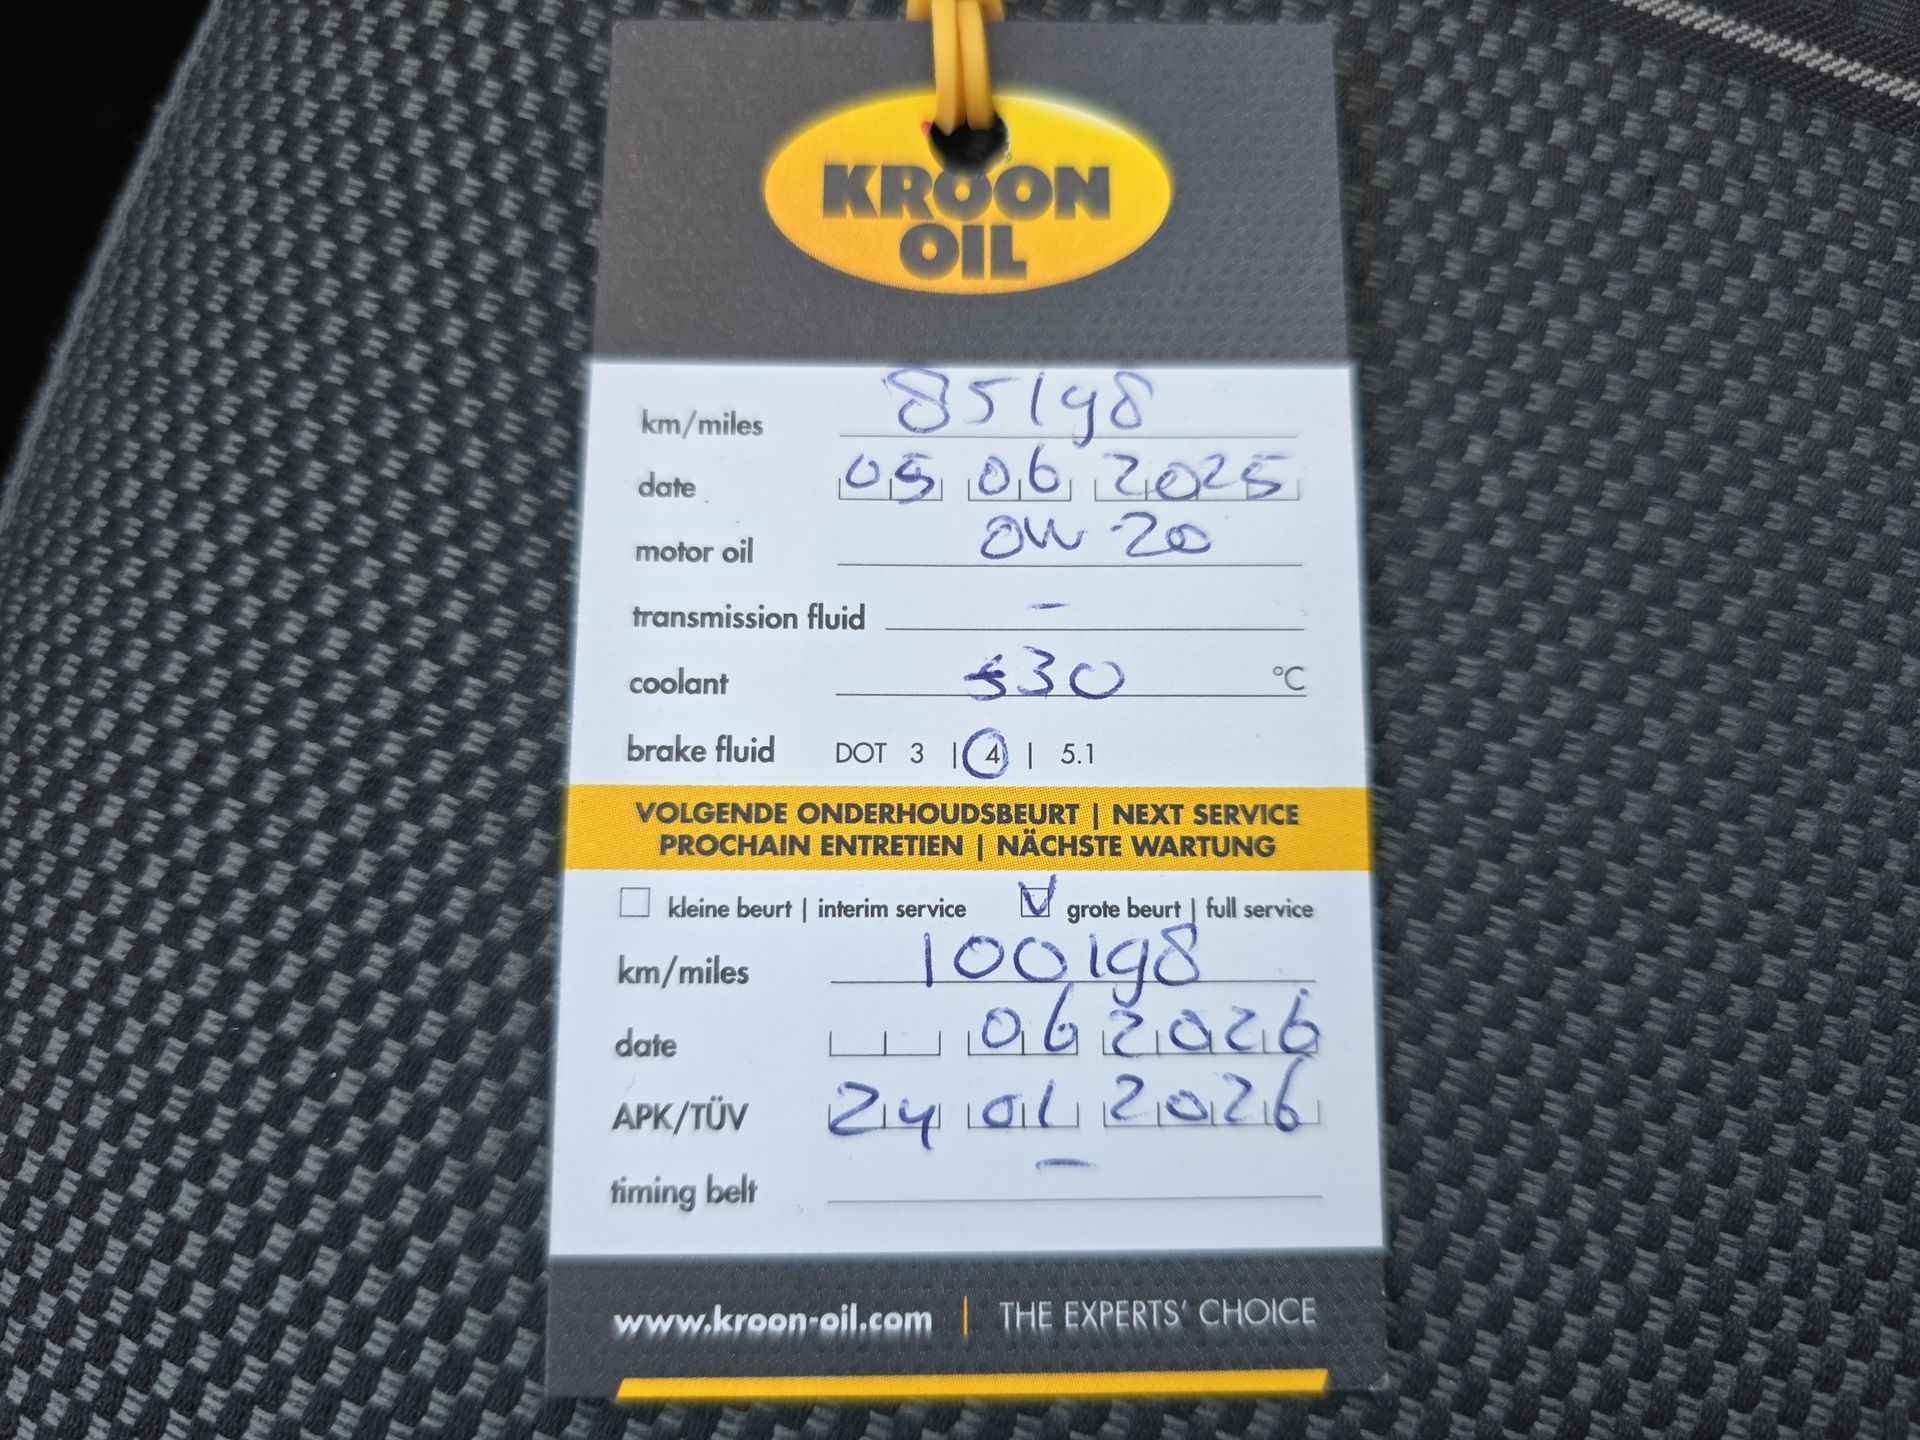 KROON
OIL
km/miles 85198
date 05 06 2025
motor oil 0W 20
transmission fluid -
coolant 30 °C
brake fluid DOT 3 | 4 | 5.1
VOLGENDE ONDERHOUDSBEURT | NEXT SERVICE
PROCHAIN ENTRETIEN | NÄCHSTE WARTUNG
kleine beurt | interim service V grote beurt | full service
km/miles 100198
date 06 2026
APK/TÜV 24 01 2026
timing belt -
www.kroon-oil.com | THE EXPERTS' CHOICE